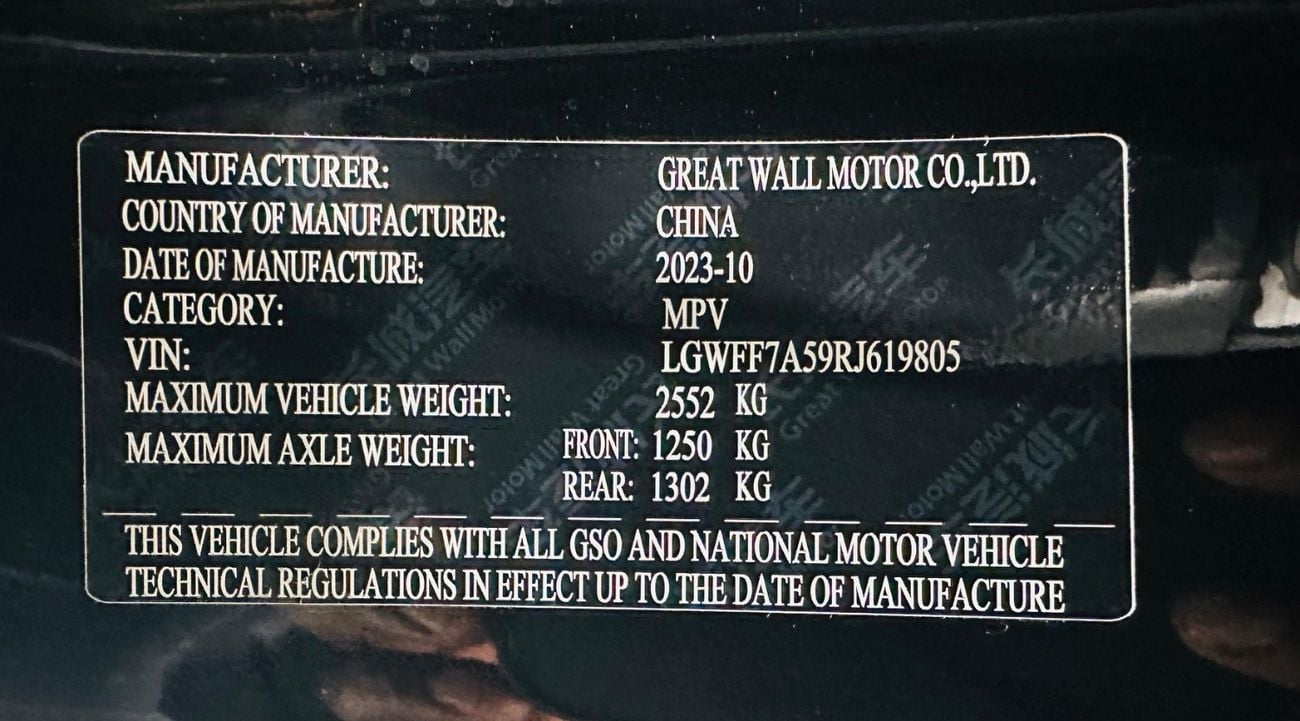 MANUFACTURER: GREAT WALL MOTOR CO.,LTD.
COUNTRY OF MANUFACTURER: CHINA
DATE OF MANUFACTURE: 2023-10
CATEGORY: MPV
VIN: LGWFF7A59RJ619805
MAXIMUM VEHICLE WEIGHT: 2552 KG
MAXIMUM AXLE WEIGHT: FRONT: 1250 KG
REAR: 1302 KG
THIS VEHICLE COMPLIES WITH ALL GSO AND NATIONAL MOTOR VEHICLE
TECHNICAL REGULATIONS IN EFFECT UP TO THE DATE OF MANUFACTURE